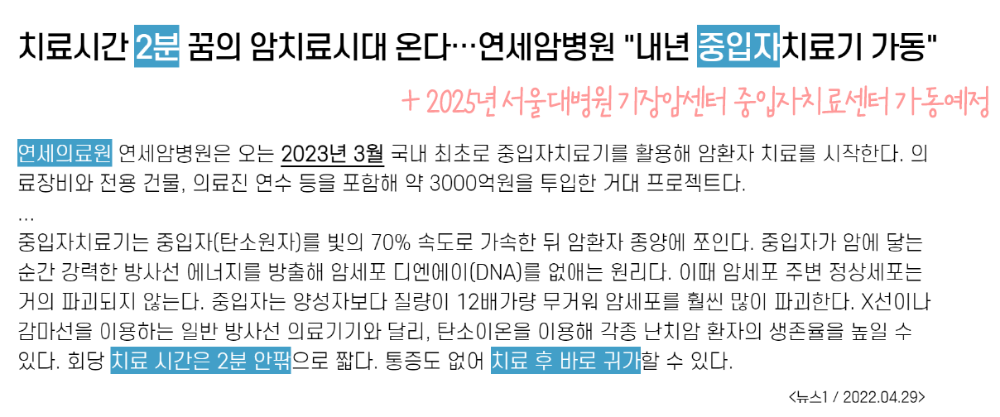 치료시간 2분 꿈의 암치료시대 온다…연세암병원 "내년 중입자치료기 가동"
+ 2025년 서울대병원 기장암센터 중입자치료센터 가동예정
연세의료원 연세암병원은 오는 2023년 3월 국내 최초로 중입자치료기를 활용해 암환자 치료를 시작한다. 의
료장비와 전용 건물, 의료진 연수 등을 포함해 약 3000억원을 투입한 거대 프로젝트다.
...
중입자치료기는 중입자(탄소원자)를 빛의 70% 속도로 가속한 뒤 암환자 종양에 쪼인다. 중입자가 암에 닿는
순간 강력한 방사선 에너지를 방출해 암세포 디엔에이(DNA)를 없애는 원리다. 이때 암세포 주변 정상세포는
거의 파괴되지 않는다. 중입자는 양성자보다 질량이 12배가량 무거워 암세포를 훨씬 많이 파괴한다. X선이나
감마선을 이용하는 일반 방사선 의료기기와 달리, 탄소이온을 이용해 각종 난치암 환자의 생존율을 높일 수
있다. 회당 치료 시간은 2분 안팎으로 짧다. 통증도 없어 치료 후 바로 귀가할 수 있다.
<뉴스1 / 2022.04.29>